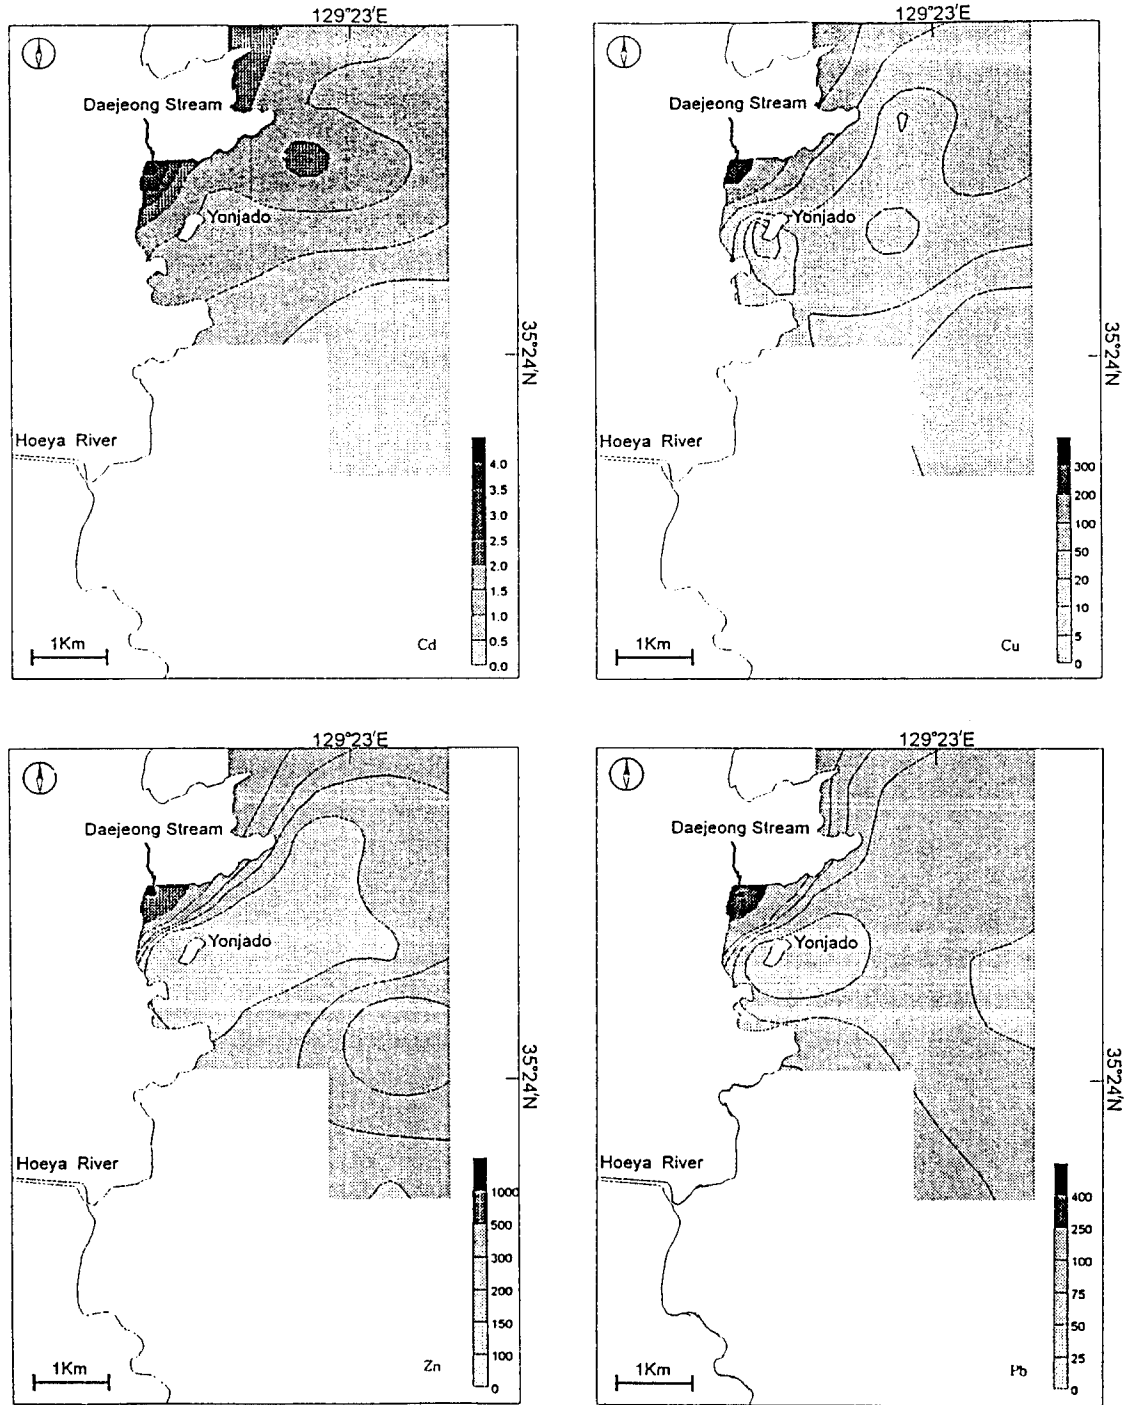 129°23′E
Daejeong Stream
Yonjado
35°24′N
Hoeya River
4.0
3.5
3.0
2.5
2.0
1.5
1.0
0.5
0.0
1Km
Cd
129°23′E
Daejeong Stream
Yonjado
35°24′N
Hoeya River
300
200
100
50
20
10
5
0
1Km
Cu
129°23′E
Daejeong Stream
Yonjado
35°24′N
Hoeya River
1000
500
300
200
150
100
0
1Km
Zn
129°23′E
Daejeong Stream
Yonjado
35°24′N
Hoeya River
400
250
100
75
50
25
0
1Km
Pb